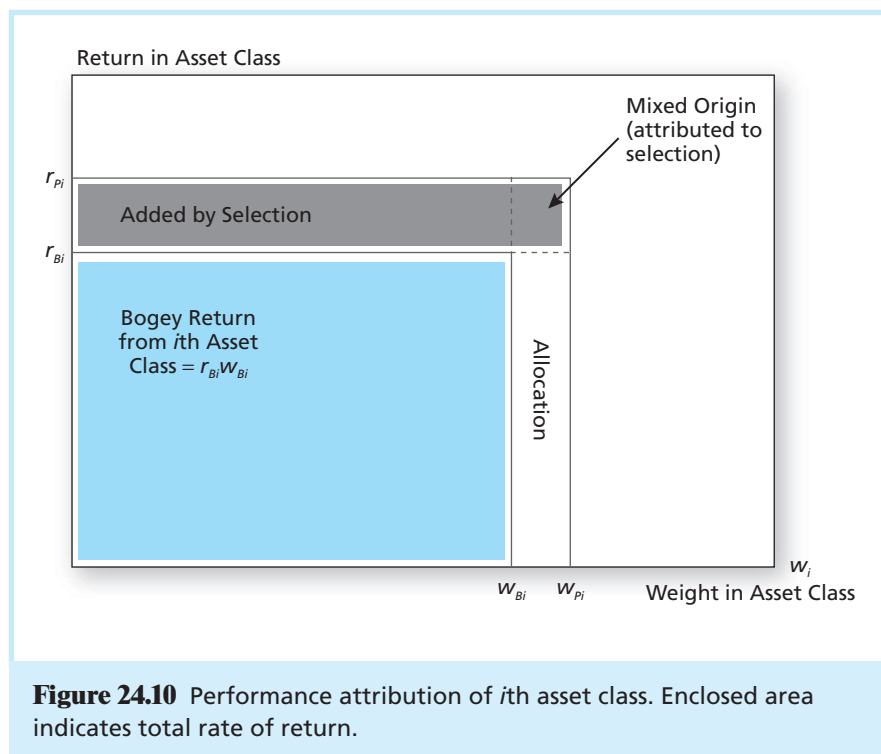 Return in Asset Class
Mixed Origin
(attributed to
selection)
r_Pi
Added by Selection
r_Bi
Bogey Return
from ith Asset
Class = r_Bi w_Bi
Allocation
w_i
w_Bi w_Pi Weight in Asset Class
Figure 24.10 Performance attribution of ith asset class. Enclosed area
indicates total rate of return.